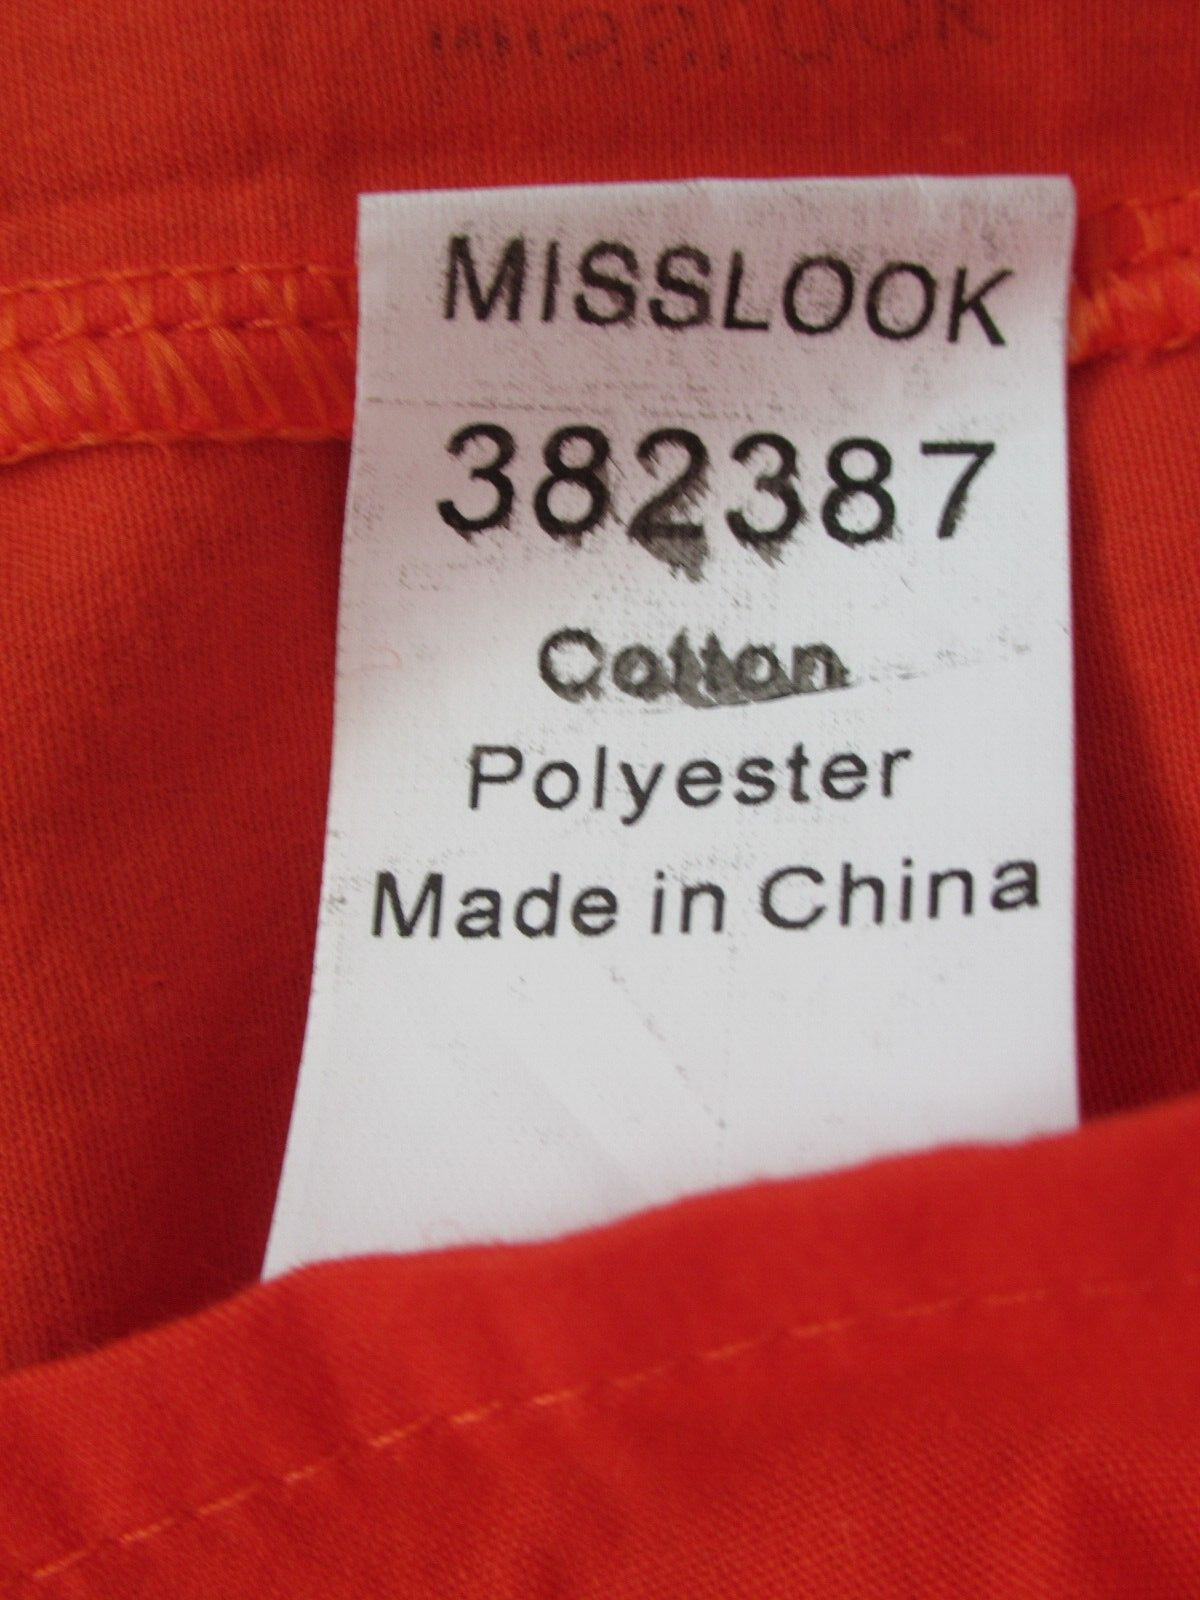 MISSLOOK
382387
Cotton
Polyester
Made in China